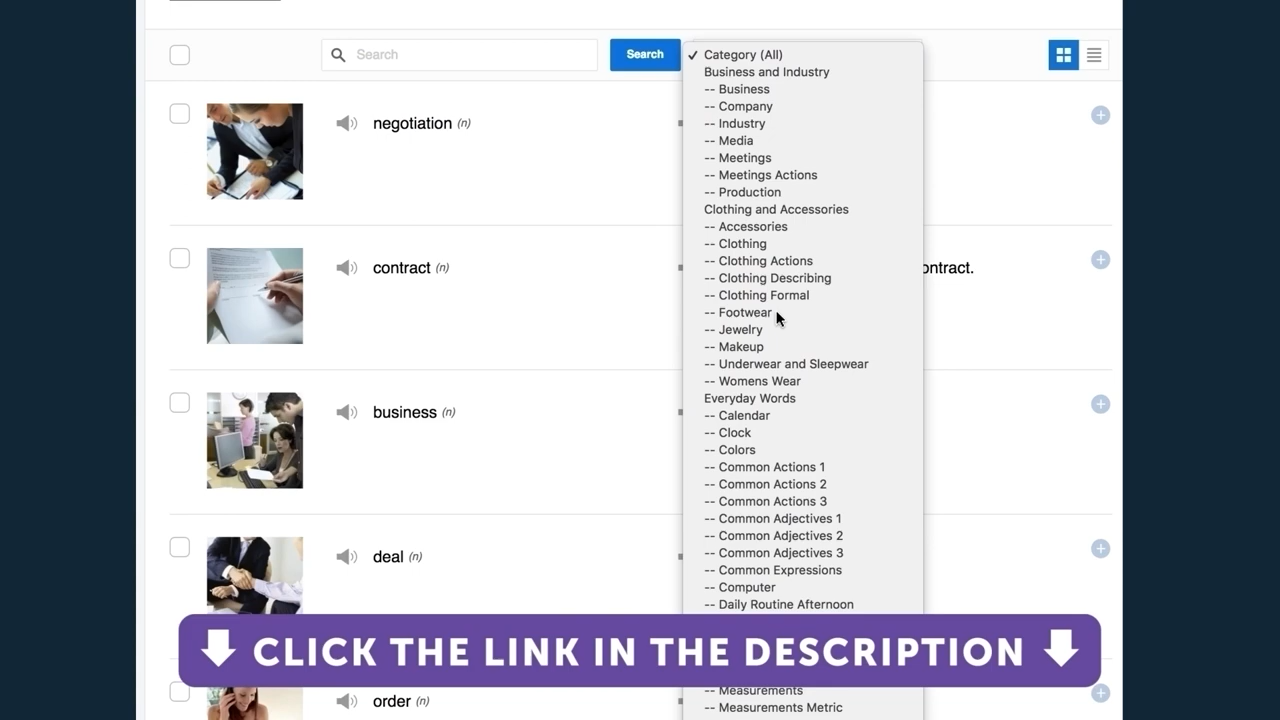 Search
Search
✓ Category (All)
Business and Industry
-- Business
-- Company
-- Industry
-- Media
-- Meetings
-- Meetings Actions
-- Production
Clothing and Accessories
-- Accessories
-- Clothing
-- Clothing Actions
-- Clothing Describing
-- Clothing Formal
-- Footwear
-- Jewelry
-- Makeup
-- Underwear and Sleepwear
-- Womens Wear
Everyday Words
-- Calendar
-- Clock
-- Colors
-- Common Actions 1
-- Common Actions 2
-- Common Actions 3
-- Common Adjectives 1
-- Common Adjectives 2
-- Common Adjectives 3
-- Common Expressions
-- Computer
-- Daily Routine Afternoon
-- Measurements
-- Measurements Metric
negotiation (n)
contract (n)
ontract.
business (n)
deal (n)
order (n)
CLICK THE LINK IN THE DESCRIPTION